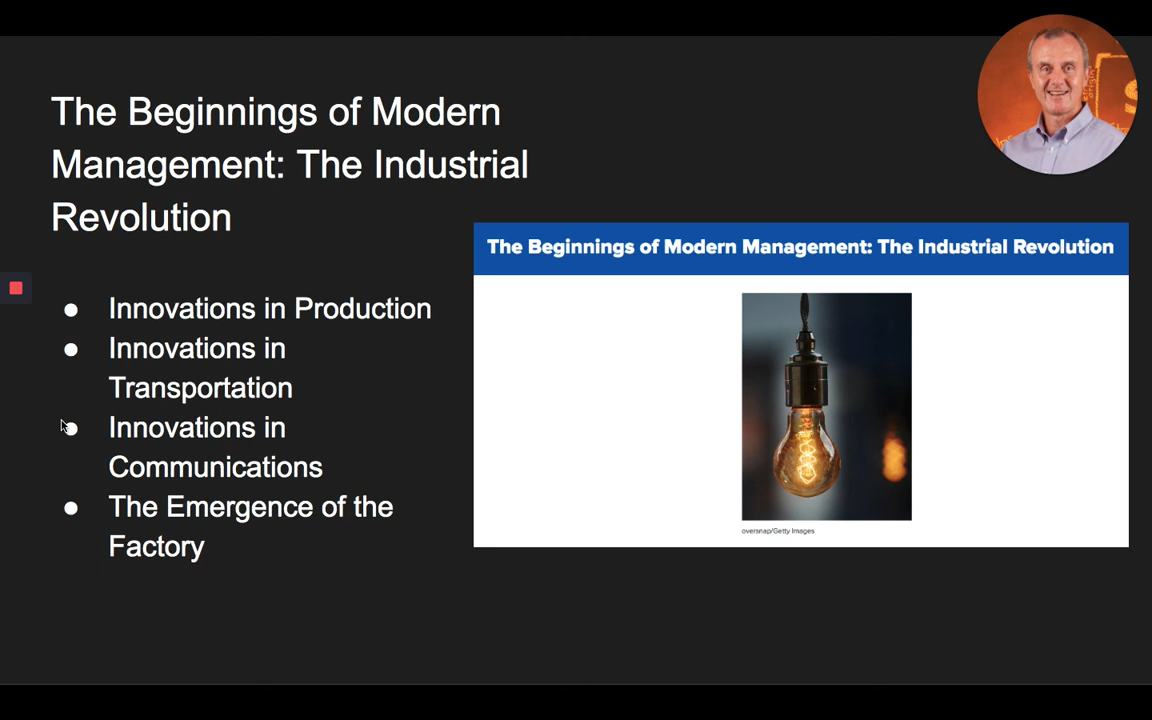 The Beginnings of Modern
Management: The Industrial
Revolution
● Innovations in Production
● Innovations in
Transportation
● Innovations in
Communications
● The Emergence of the
Factory
The Beginnings of Modern Management: The Industrial Revolution
oversnap/Getty Images